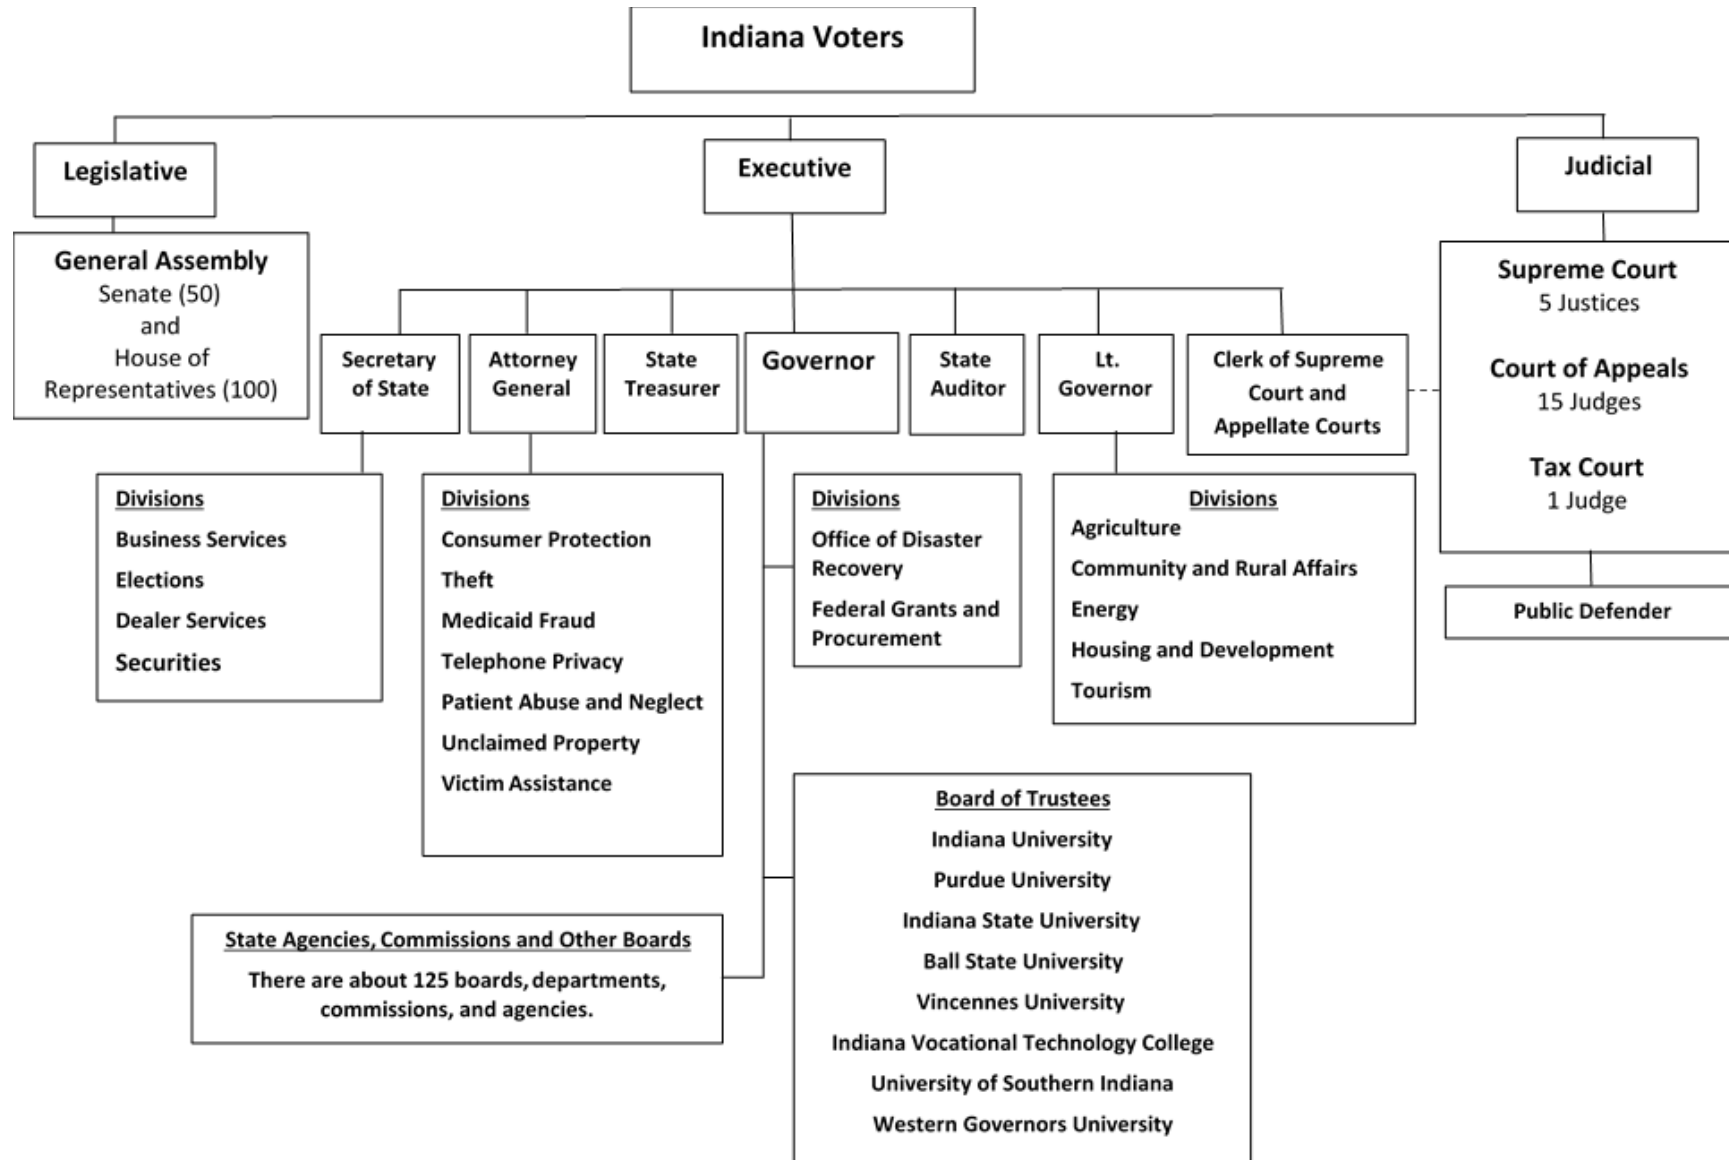 Indiana Voters
Legislative
Executive
Judicial
General Assembly
Senate (50)
and
House of
Representatives (100)
Secretary
of State
Attorney
General
State
Treasurer
Governor
State
Auditor
Lt.
Governor
Clerk of Supreme
Court and
Appellate Courts
Supreme Court
5 Justices
Court of Appeals
15 Judges
Tax Court
1 Judge
Public Defender
Divisions
Business Services
Elections
Dealer Services
Securities
Divisions
Consumer Protection
Theft
Medicaid Fraud
Telephone Privacy
Patient Abuse and Neglect
Unclaimed Property
Victim Assistance
Divisions
Office of Disaster
Recovery
Federal Grants and
Procurement
Divisions
Agriculture
Community and Rural Affairs
Energy
Housing and Development
Tourism
State Agencies, Commissions and Other Boards
There are about 125 boards, departments,
commissions, and agencies.
Board of Trustees
Indiana University
Purdue University
Indiana State University
Ball State University
Vincennes University
Indiana Vocational Technology College
University of Southern Indiana
Western Governors University